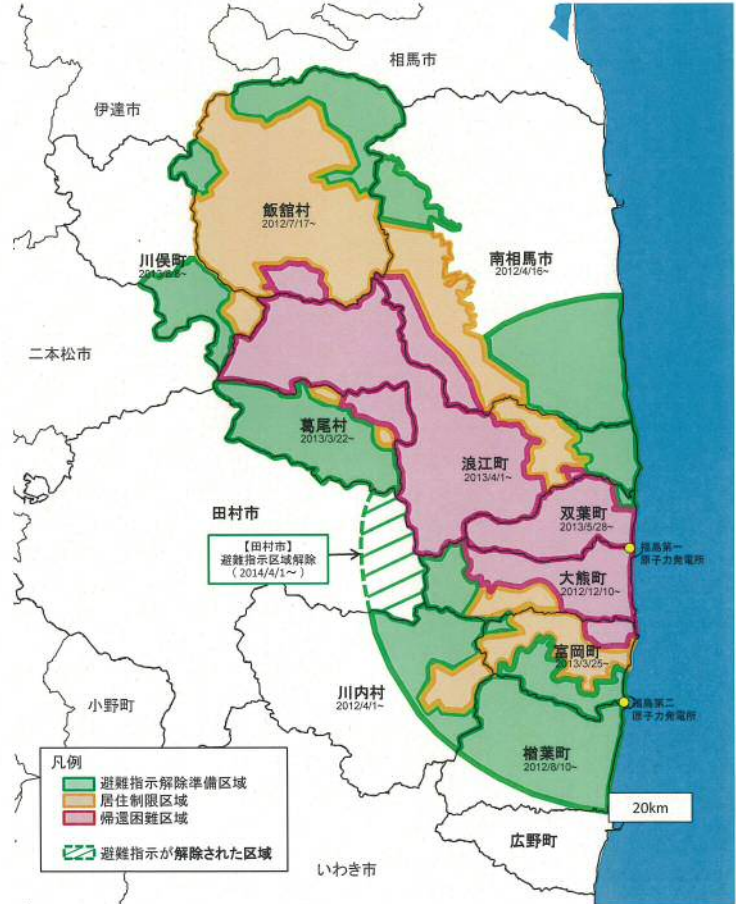 相馬市
伊達市
飯舘村
2012/7/17~
川俣町
2013/8/8~
南相馬市
2012/4/16~
二本松市
葛尾村
2013/3/22~
浪江町
2013/4/1~
田村市
双葉町
2013/5/28~
【田村市】
避難指示区域解除
(2014/4/1~)
福島第一
原子力発電所
大熊町
2012/12/10~
富岡町
2013/3/25~
川内村
2012/4/1~
小野町
福島第二
原子力発電所
楢葉町
2012/8/10~
凡例
避難指示解除準備区域
居住制限区域
帰還困難区域
避難指示が解除された区域
20km
広野町
いわき市